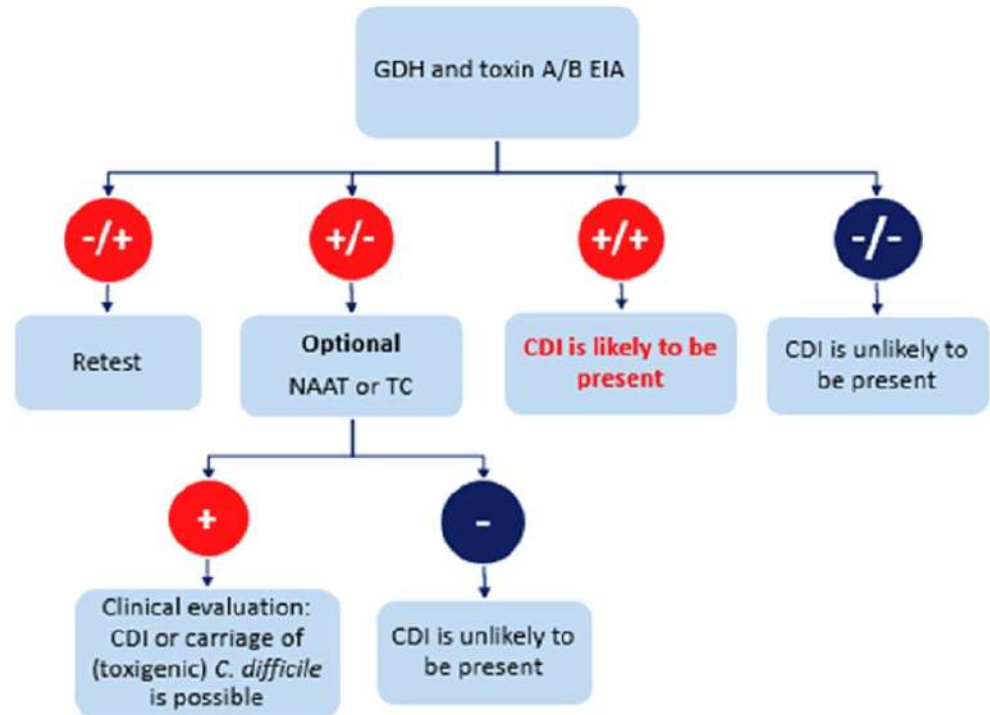 GDH and toxin A/B EIA
-/+
+/-
+/+
-/-
Retest
Optional
NAAT or TC
CDI is likely to be
present
CDI is unlikely to
be present
+
-
Clinical evaluation:
CDI or carriage of
(toxigenic) C. difficile
is possible
CDI is unlikely to
be present